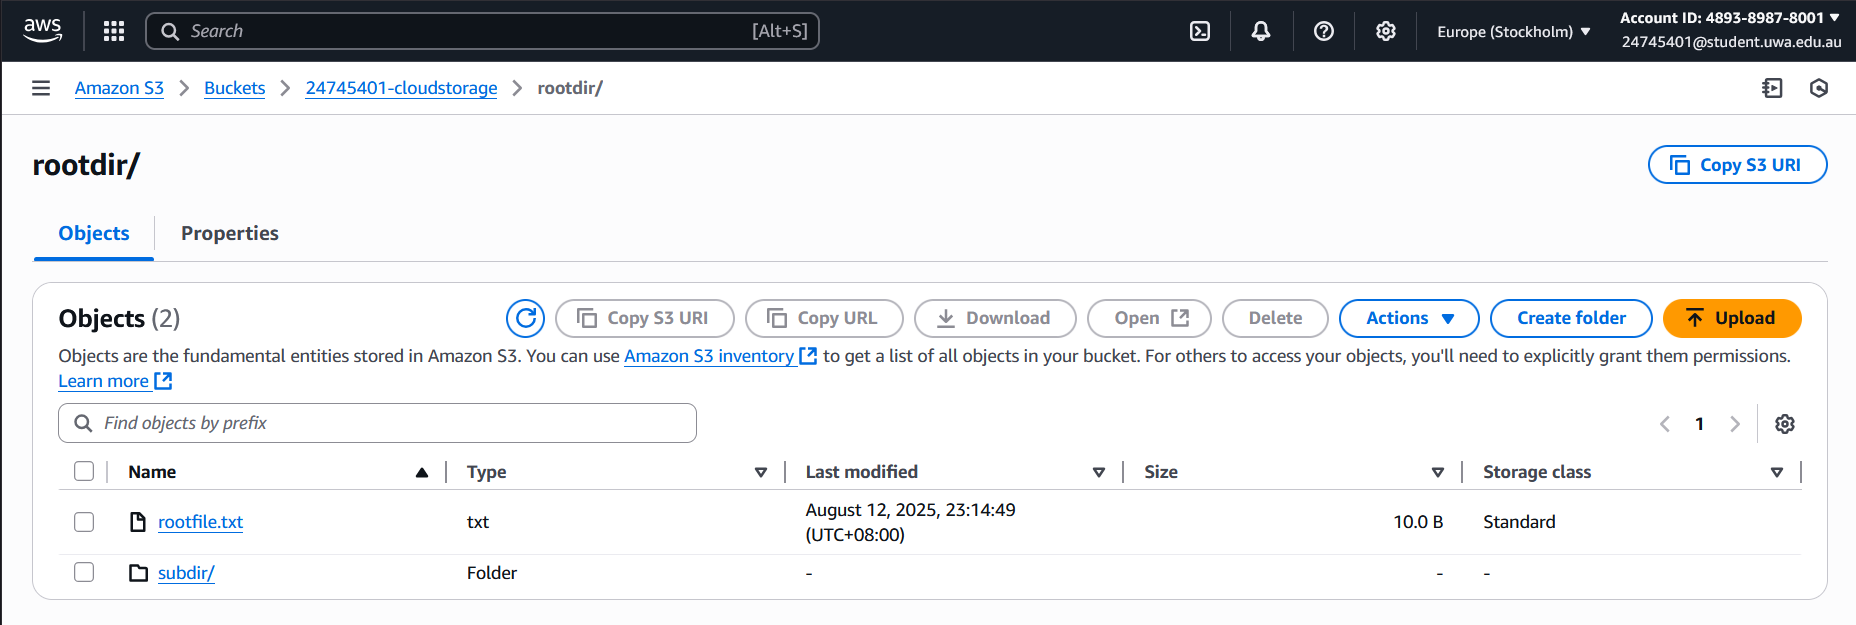 aws
Search [Alt+S]
Europe (Stockholm)
Account ID: 4893-8987-8001
24745401@student.uwa.edu.au
Amazon S3 > Buckets > 24745401-cloudstorage > rootdir/
rootdir/
Copy S3 URI
Objects
Properties
Objects (2)
Copy S3 URI
Copy URL
Download
Open
Delete
Actions
Create folder
Upload
Objects are the fundamental entities stored in Amazon S3. You can use Amazon S3 inventory to get a list of all objects in your bucket. For others to access your objects, you'll need to explicitly grant them permissions.
Learn more
Find objects by prefix
1
Name Type Last modified Size Storage class
rootfile.txt txt August 12, 2025, 23:14:49 10.0 B Standard
(UTC+08:00)
subdir/ Folder - - -